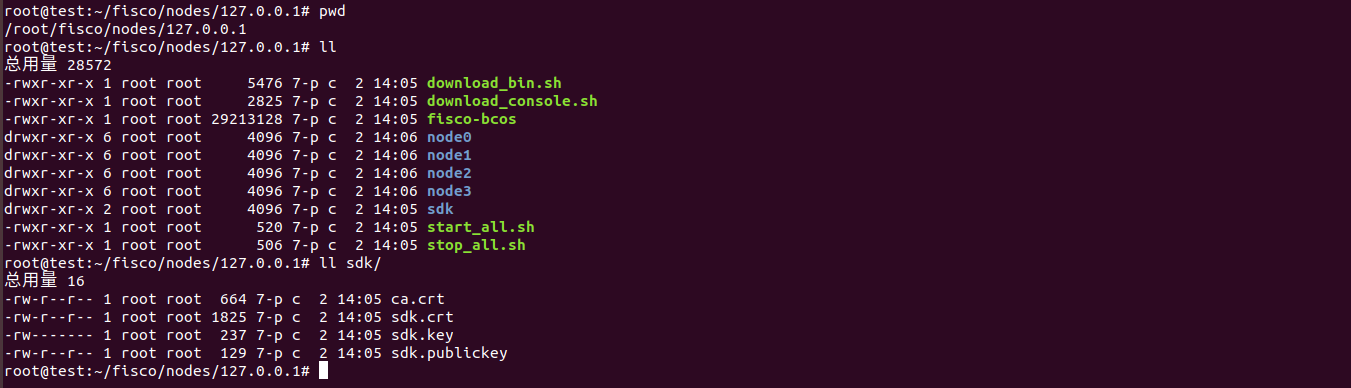 root@test:~/fisco/nodes/127.0.0.1# pwd
/root/fisco/nodes/127.0.0.1
root@test:~/fisco/nodes/127.0.0.1# ll
总用量 28572
-rwxr-xr-x 1 root root     5476 7-p c  2 14:05 download_bin.sh
-rwxr-xr-x 1 root root     2825 7-p c  2 14:05 download_console.sh
-rwxr-xr-x 1 root root 29213128 7-p c  2 14:05 fisco-bcos
drwxr-xr-x 6 root root     4096 7-p c  2 14:06 node0
drwxr-xr-x 6 root root     4096 7-p c  2 14:06 node1
drwxr-xr-x 6 root root     4096 7-p c  2 14:06 node2
drwxr-xr-x 6 root root     4096 7-p c  2 14:06 node3
drwxr-xr-x 2 root root     4096 7-p c  2 14:05 sdk
-rwxr-xr-x 1 root root      520 7-p c  2 14:05 start_all.sh
-rwxr-xr-x 1 root root      506 7-p c  2 14:05 stop_all.sh
root@test:~/fisco/nodes/127.0.0.1# ll sdk/
总用量 16
-rw-r--r-- 1 root root  664 7-p c  2 14:05 ca.crt
-rw-r--r-- 1 root root 1825 7-p c  2 14:05 sdk.crt
-rw------- 1 root root  237 7-p c  2 14:05 sdk.key
-rw-r--r-- 1 root root  129 7-p c  2 14:05 sdk.publickey
root@test:~/fisco/nodes/127.0.0.1#